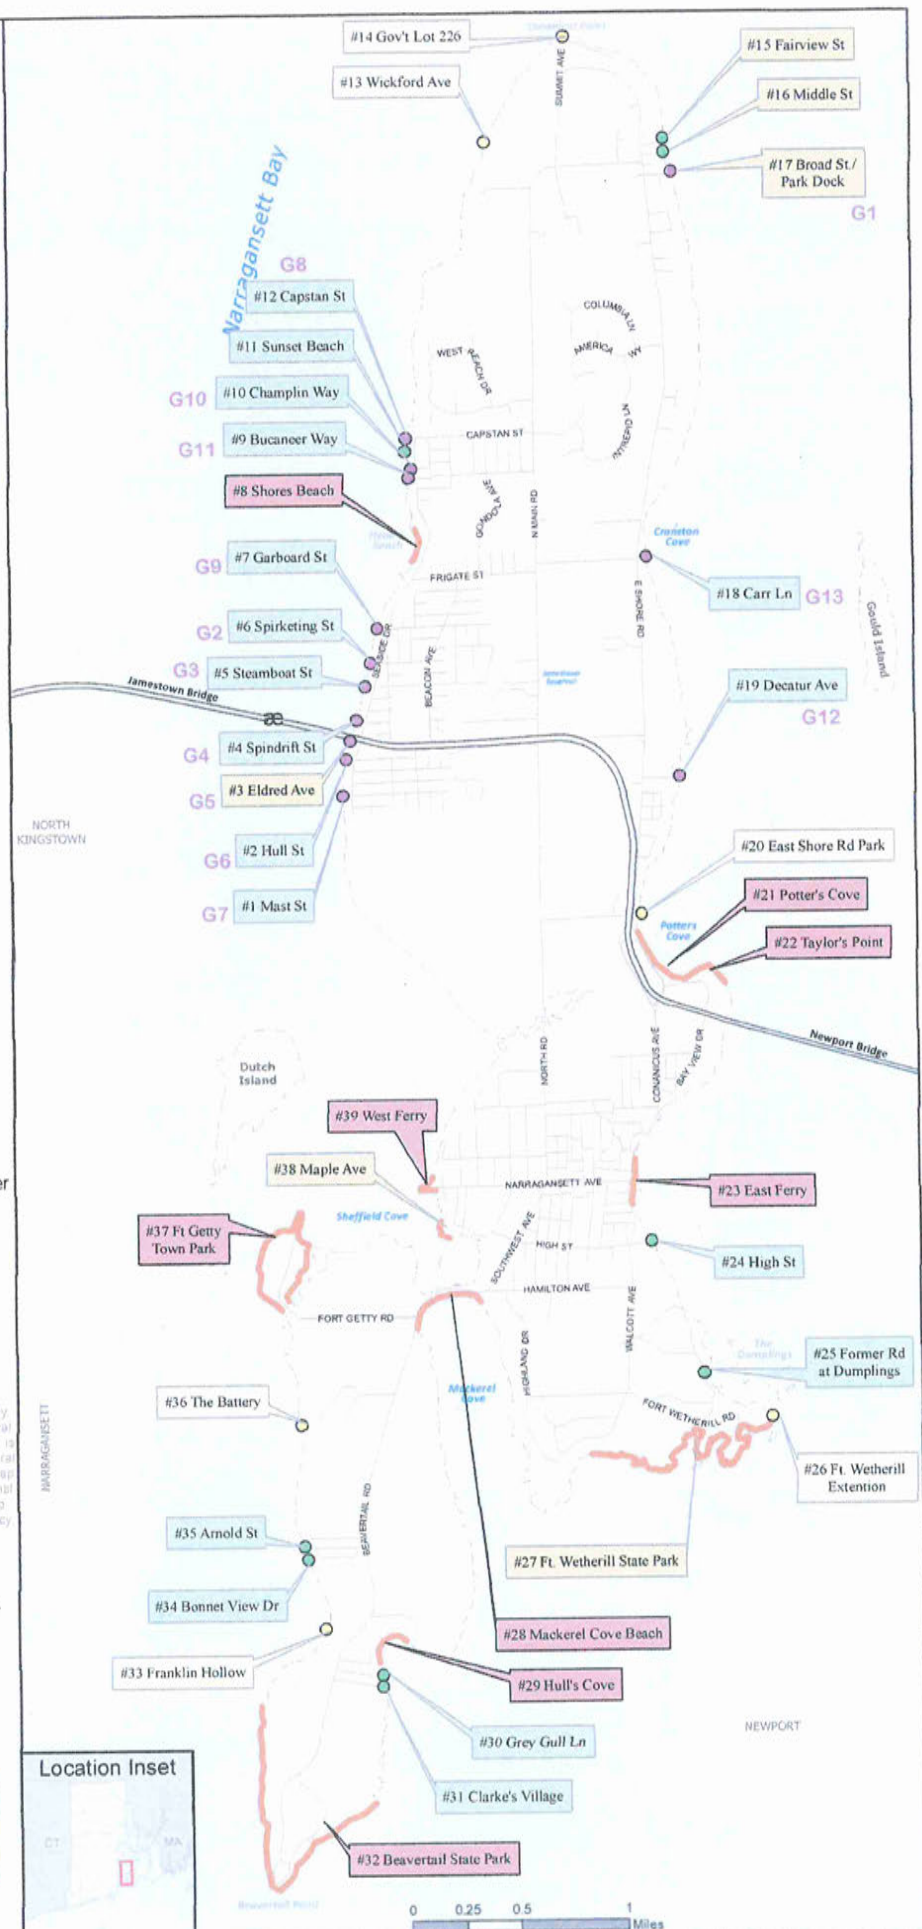 #14 Gov't Lot 226
#13 Wickford Ave
SUMMIT AVE
#15 Fairview St
#16 Middle St
#17 Broad St./
Park Dock
G1
Narragansett Bay
G8
#12 Capstan St
#11 Sunset Beach
G10
#10 Champlin Way
G11
#9 Bucaneer Way
#8 Shores Beach
COLUMBIA LN
AMERICA WY
WEST REACH DR
CAPSTAN ST
INTREPID LN
GONDOLA AVE
N MAIN RD
Cranston
Cove
FRIGATE ST
G9
#7 Garboard St
#18 Carr Ln
G13
E SHORE RD
Gould Island
G2
#6 Spirketing St
SEASIDE DR
BEACON AVE
G3
#5 Steamboat St
Jamestown Bridge
æ
#19 Decatur Ave
G12
G4
#4 Spindrift St
G5
#3 Eldred Ave
NORTH
KINGSTOWN
G6
#2 Hull St
G7
#1 Mast St
#20 East Shore Rd Park
#21 Potter's Cove
Potters
Cove
#22 Taylor's Point
Newport Bridge
NORTH RD
CONANICUS AVE
BAY VIEW DR
Dutch
Island
#39 West Ferry
#38 Maple Ave
NARRAGANSETT AVE
#23 East Ferry
er
Sheffield Cove
#37 Ft Getty
Town Park
SOUTHWEST AVE
HIGH ST
#24 High St
HAMILTON AVE
FORT GETTY RD
HIGHLAND DR
WALCOTT AVE
The
Dumplings
#25 Former Rd
at Dumplings
Mackerel
Cove
#36 The Battery
FORT WETHERILL RD
#26 Ft. Wetherill
Extention
NARRAGANSETT
BEAVERTAIL RD
#35 Arnold St
#27 Ft. Wetherill State Park
#34 Bonnet View Dr
#28 Mackerel Cove Beach
#33 Franklin Hollow
#29 Hull's Cove
#30 Grey Gull Ln
NEWPORT
#31 Clarke's Village
Location Inset
CT
MA
#32 Beavertail State Park
Beavertail Point
0 0.25 0.5 1
Miles